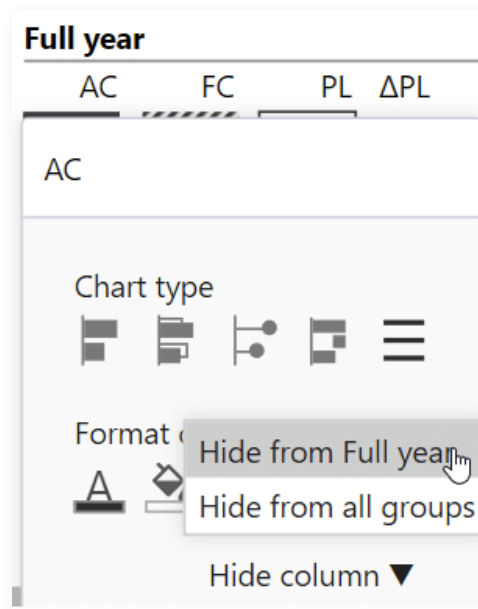 Full year
AC FC PL ΔPL
AC
Chart type
Format
Hide from Full year
Hide from all groups
A
Hide column ▼